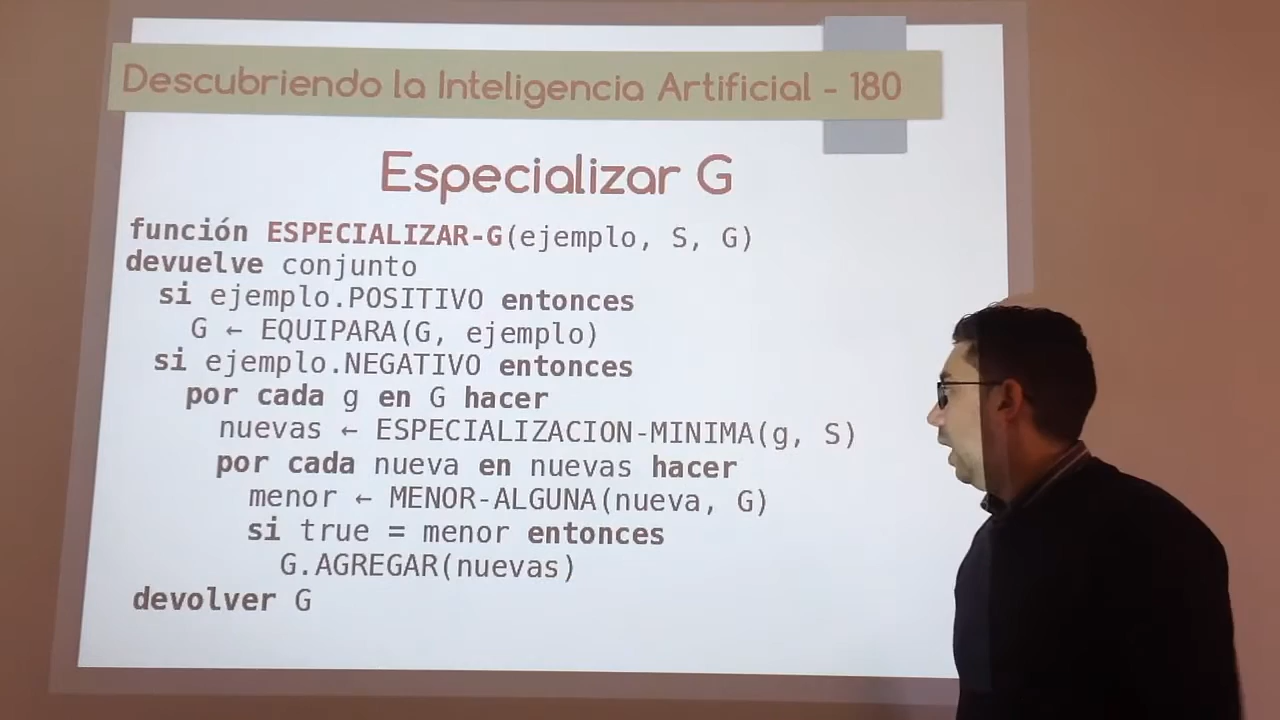 Descubriendo la Inteligencia Artificial - 180
Especializar G
función ESPECIALIZAR-G(ejemplo, S, G)
devuelve conjunto
si ejemplo.POSITIVO entonces
G ← EQUIPARA(G, ejemplo)
si ejemplo.NEGATIVO entonces
por cada g en G hacer
nuevas ← ESPECIALIZACION-MINIMA(g, S)
por cada nueva en nuevas hacer
menor ← MENOR-ALGUNA(nueva, G)
si true = menor entonces
G.AGREGAR(nuevas)
devolver G